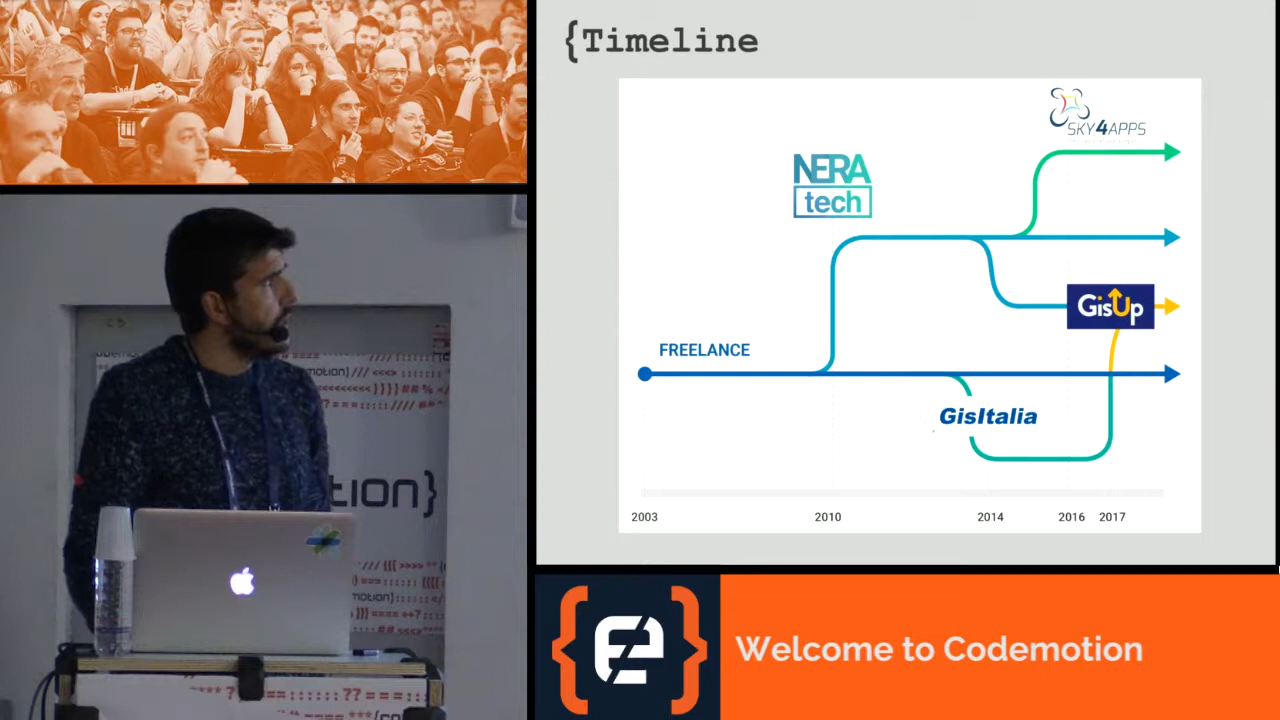 {Timeline
SKY4APPS
NERA
tech
GisUp
FREELANCE
GisItalia
2003 2010 2014 2016 2017
Welcome to Codemotion